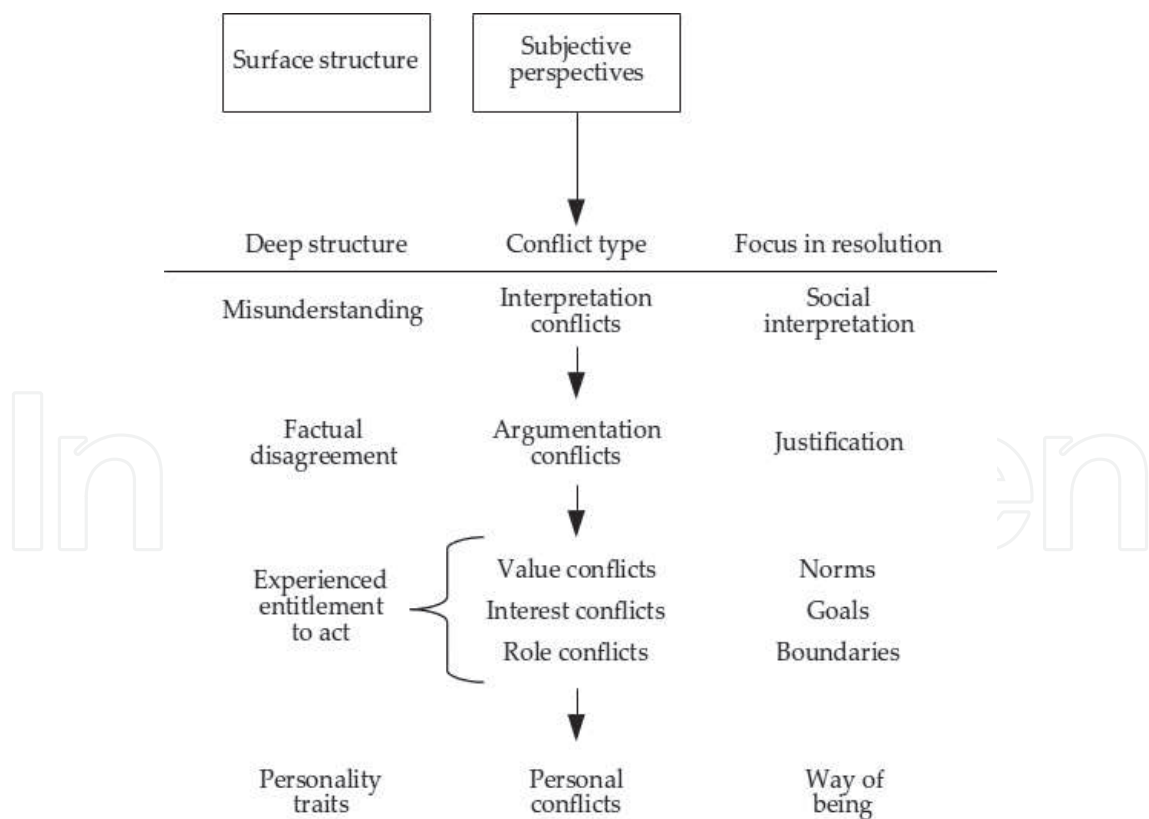 Surface structure
Subjective
perspectives
Deep structure
Conflict type
Focus in resolution
Misunderstanding
Interpretation
conflicts
Social
interpretation
Factual
disagreement
Argumentation
conflicts
Justification
Experienced
entitlement
to act
Value conflicts
Norms
Interest conflicts
Goals
Role conflicts
Boundaries
Personality
traits
Personal
conflicts
Way of
being
In
en